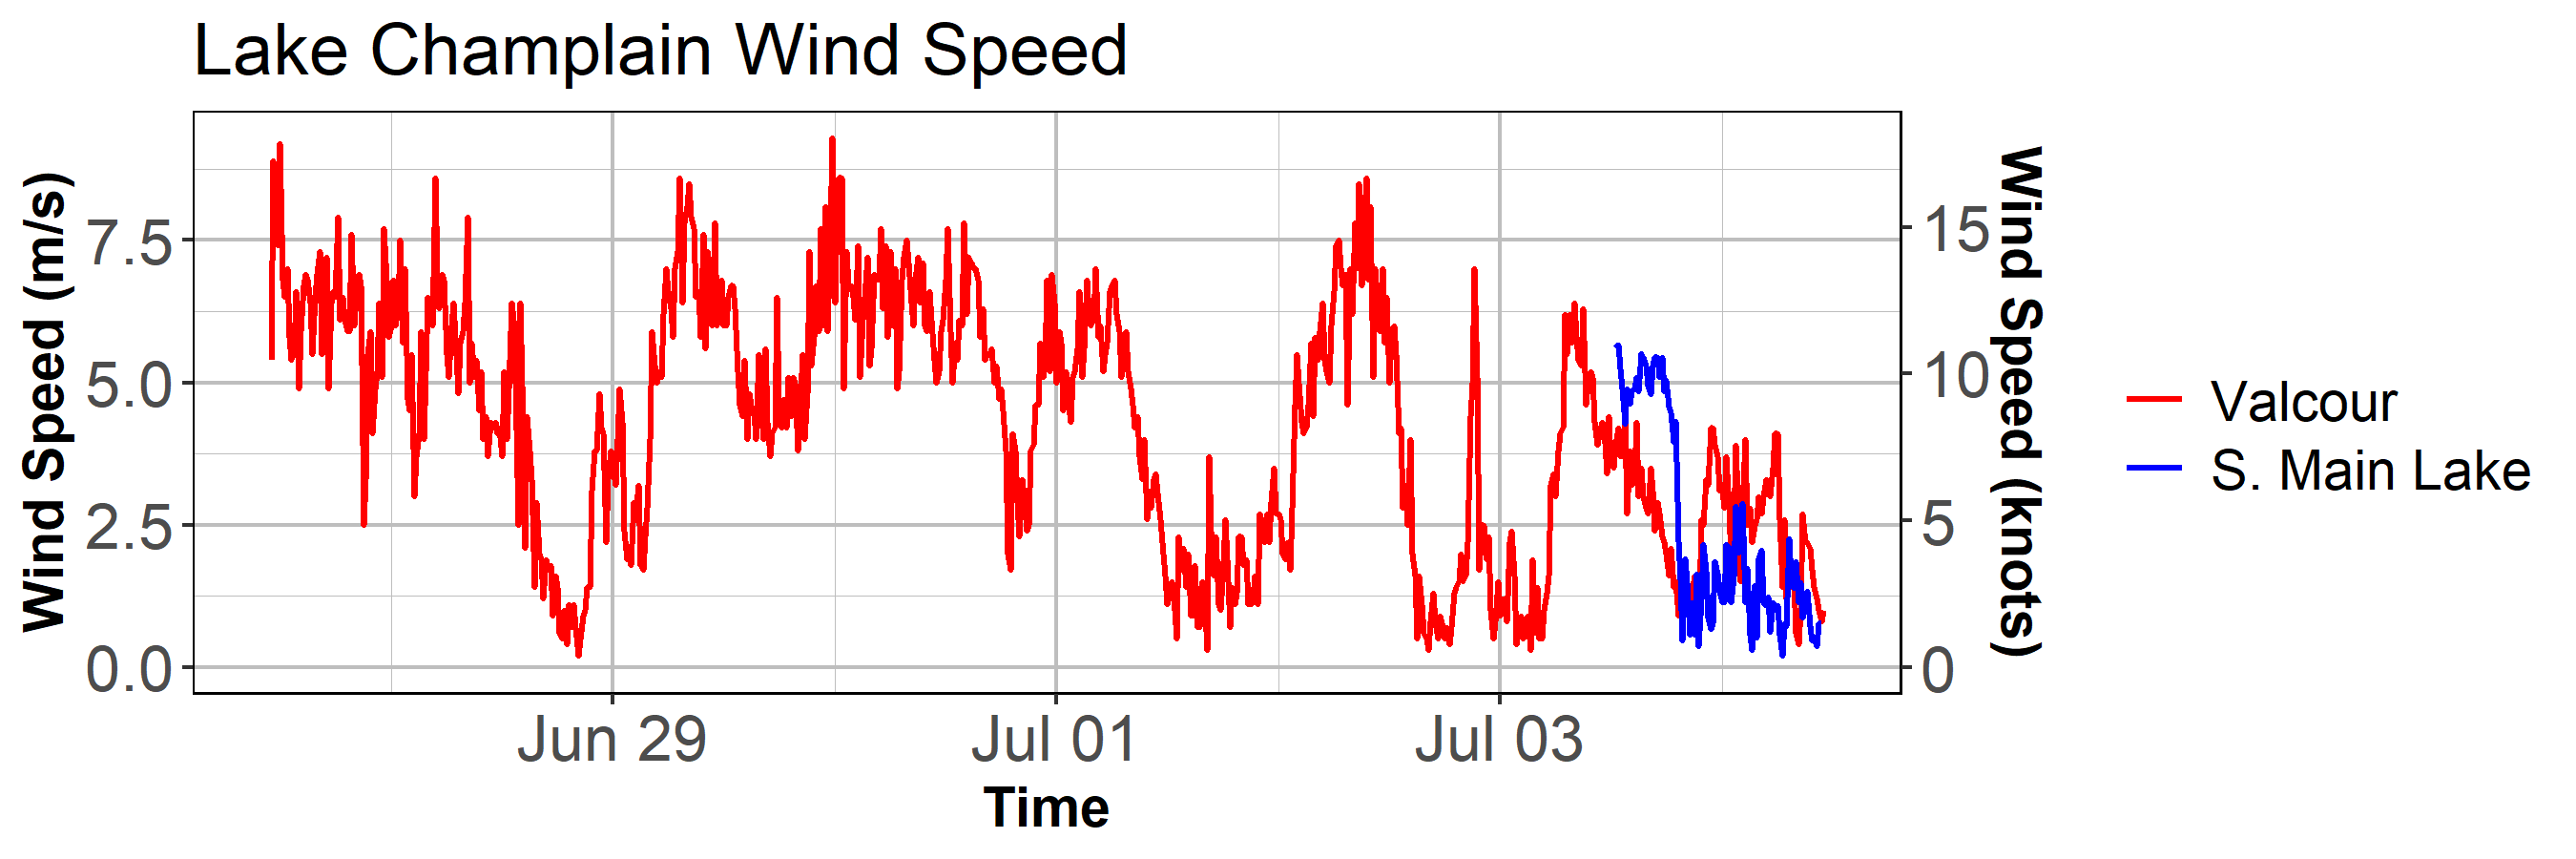 Lake Champlain Wind Speed
Wind Speed (m/s)
7.5
5.0
2.5
0.0
Jun 29
Jul 01
Jul 03
Time
15
10
5
0
Wind Speed (knots)
Valcour
S. Main Lake